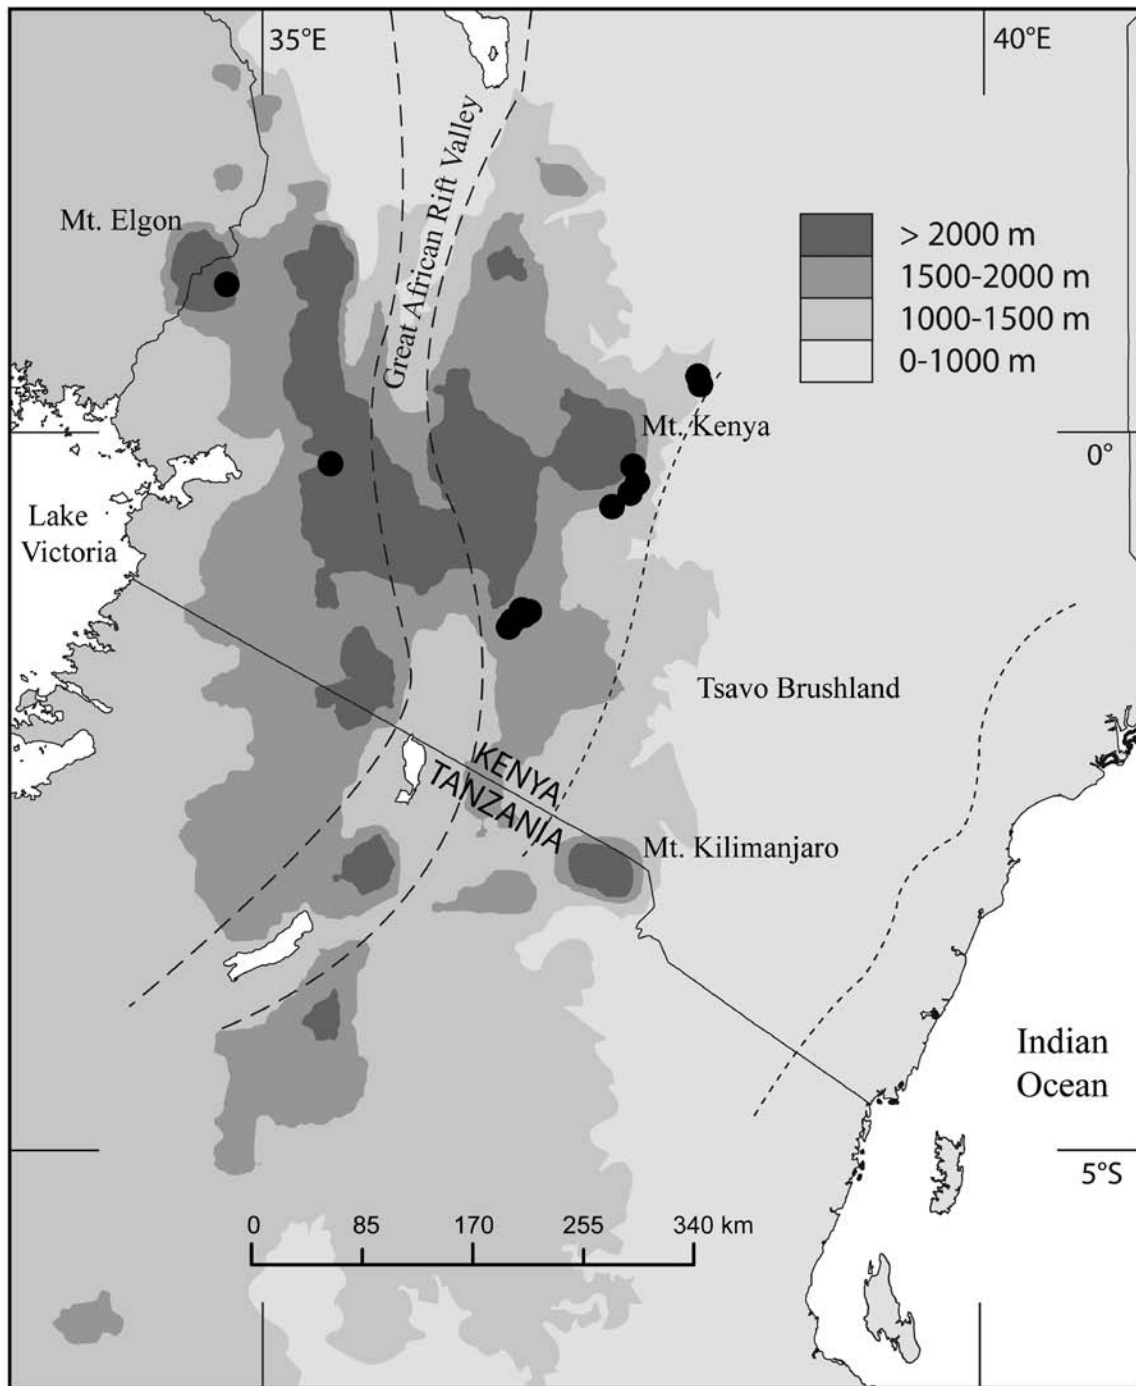 35°E
40°E
Great African Rift Valley
Mt. Elgon
> 2000 m
1500-2000 m
1000-1500 m
0-1000 m
Mt. Kenya
0°
Lake
Victoria
Tsavo Brushland
KENYA
TANZANIA
Mt. Kilimanjaro
Indian
Ocean
5°S
0 85 170 255 340 km